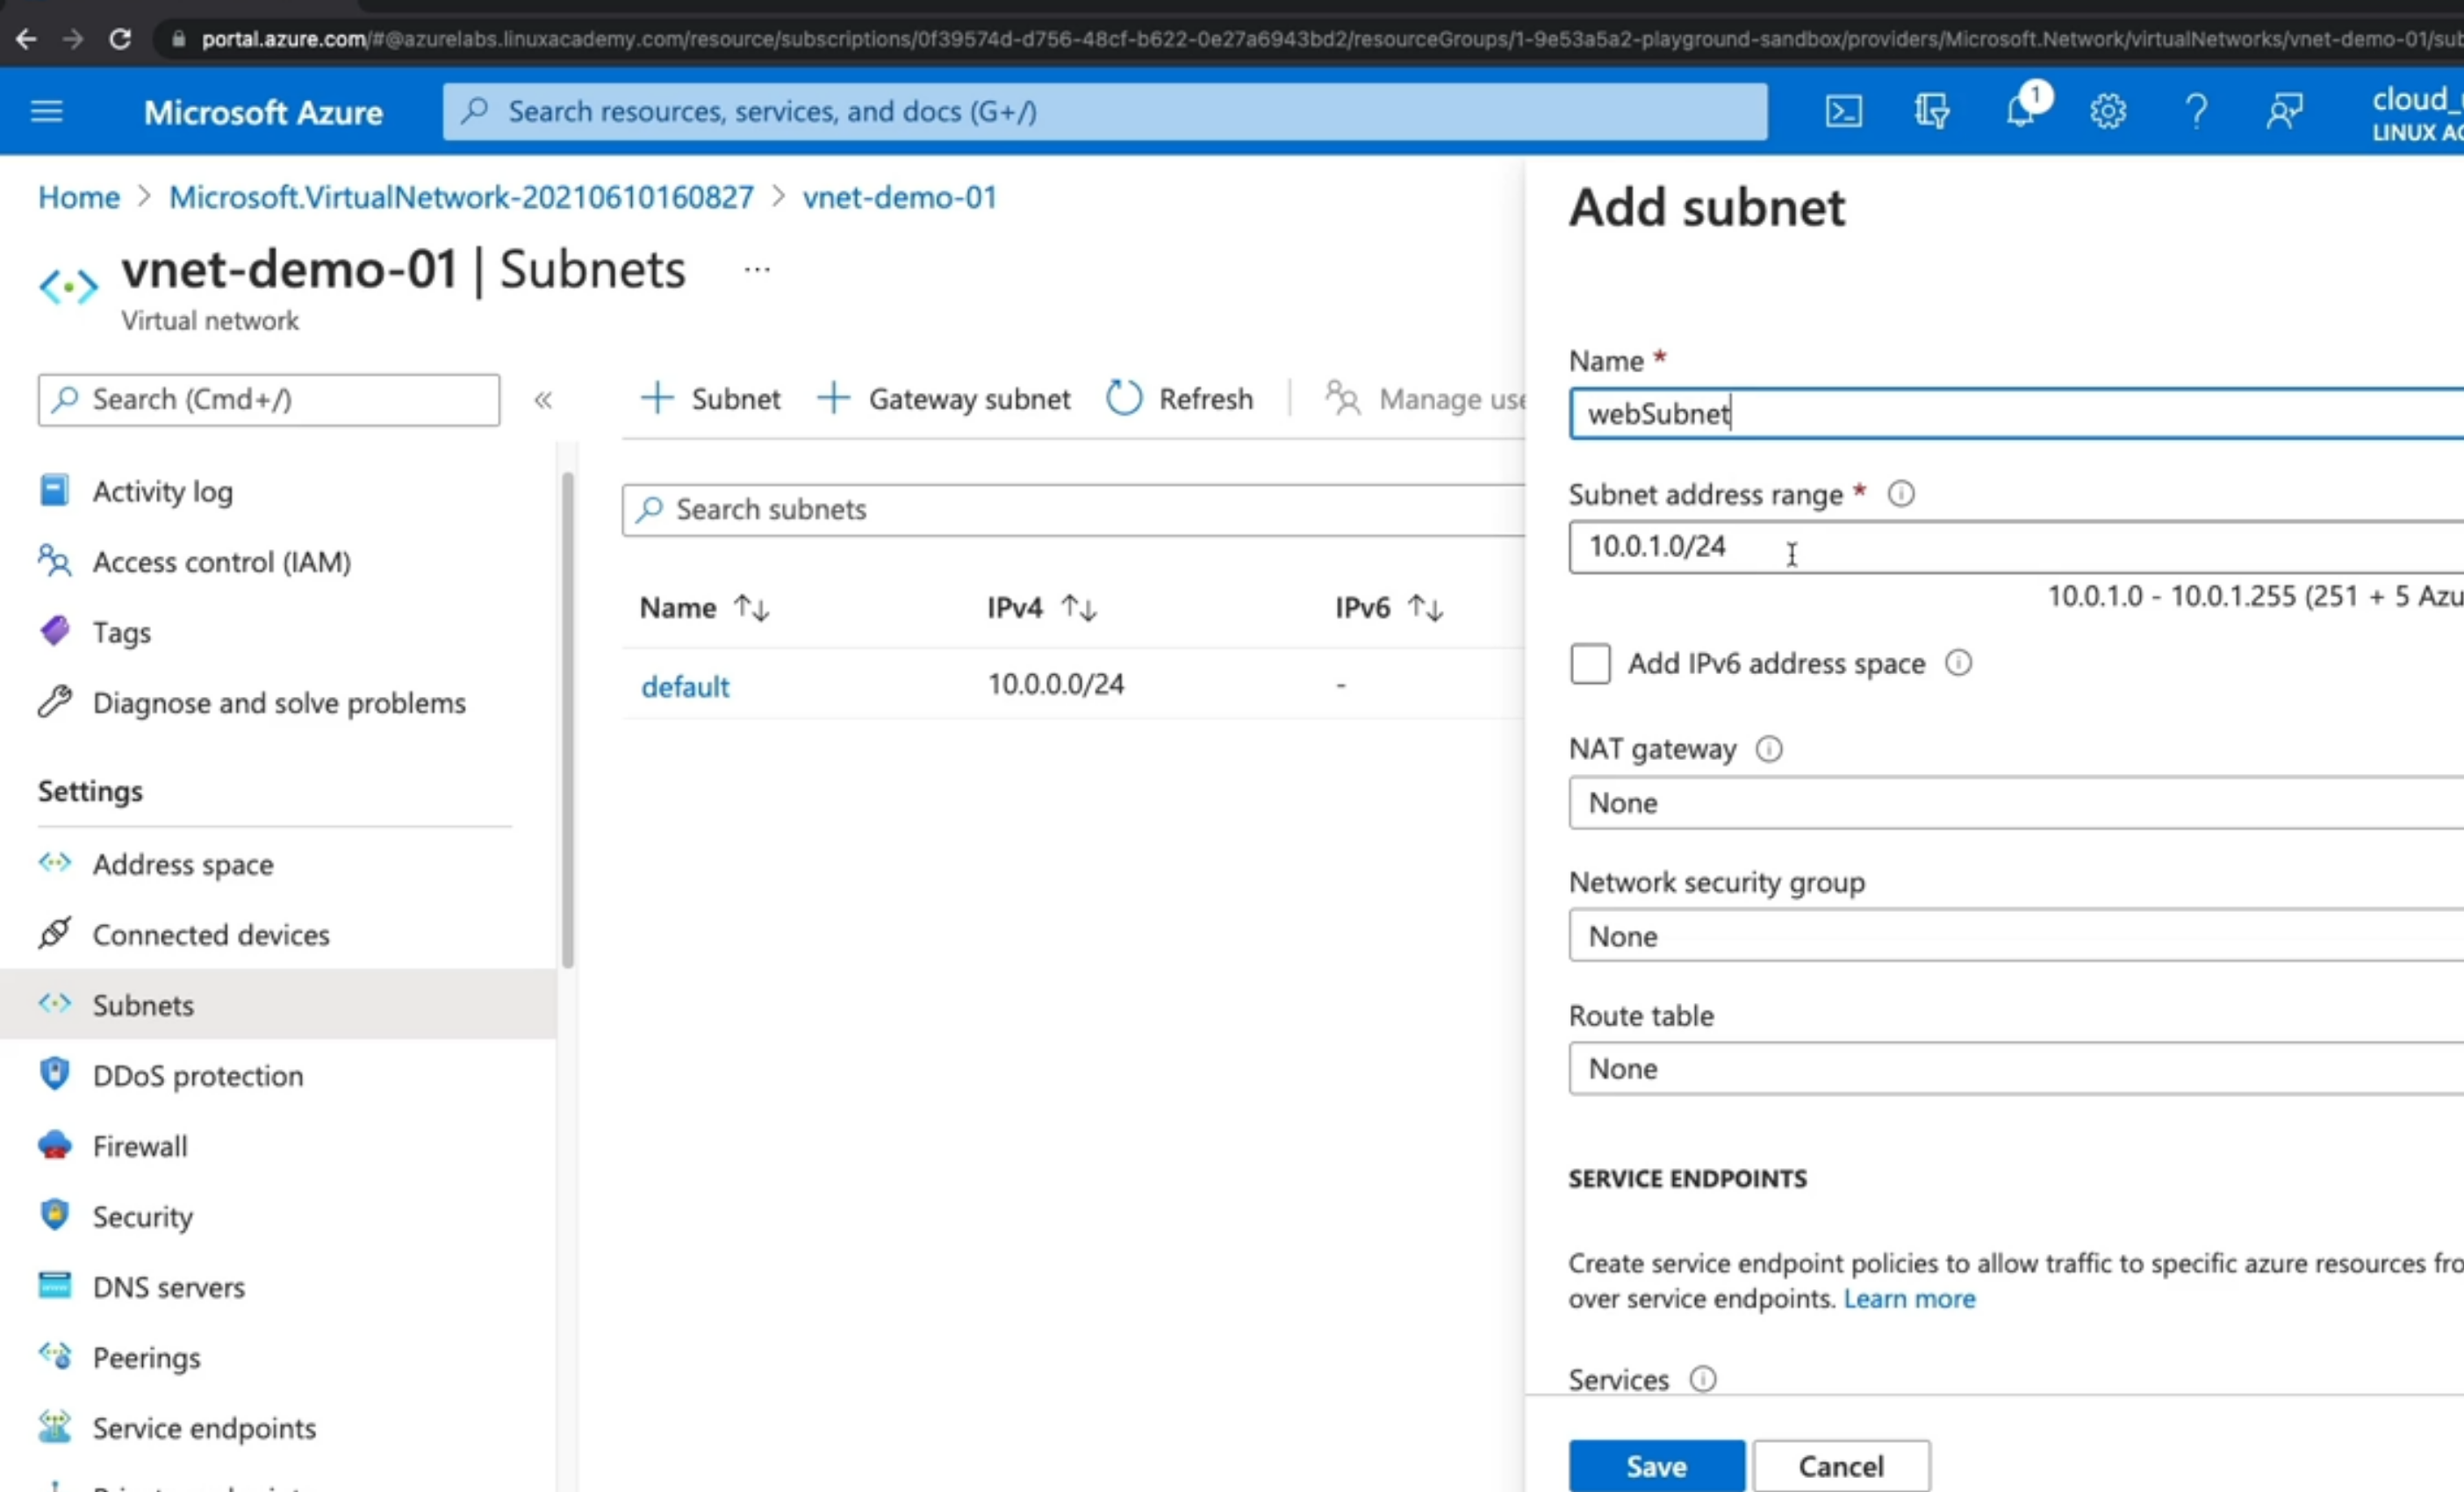 portal.azure.com/#@azurelabs.linuxacademy.com/resource/subscriptions/0f39574d-d756-48cf-b622-0e27a6943bd2/resourceGroups/1-9e53a5a2-playground-sandbox/providers/Microsoft.Network/virtualNetworks/vnet-demo-01/sub
Microsoft Azure
Search resources, services, and docs (G+/)
1
cloud_
LINUX AC
Home > Microsoft.VirtualNetwork-20210610160827 > vnet-demo-01
vnet-demo-01 | Subnets ...
Virtual network
Search (Cmd+/)
«
Activity log
Access control (IAM)
Tags
Diagnose and solve problems
Settings
Address space
Connected devices
Subnets
DDoS protection
Firewall
Security
DNS servers
Peerings
Service endpoints
+ Subnet + Gateway subnet Refresh | Manage use
Search subnets
Name ↑↓ IPv4 ↑↓ IPv6 ↑↓
default 10.0.0.0/24 -
Add subnet
Name *
webSubnet
Subnet address range *
10.0.1.0/24
10.0.1.0 - 10.0.1.255 (251 + 5 Azu
Add IPv6 address space
NAT gateway
None
Network security group
None
Route table
None
SERVICE ENDPOINTS
Create service endpoint policies to allow traffic to specific azure resources fro
over service endpoints. Learn more
Services
Save Cancel